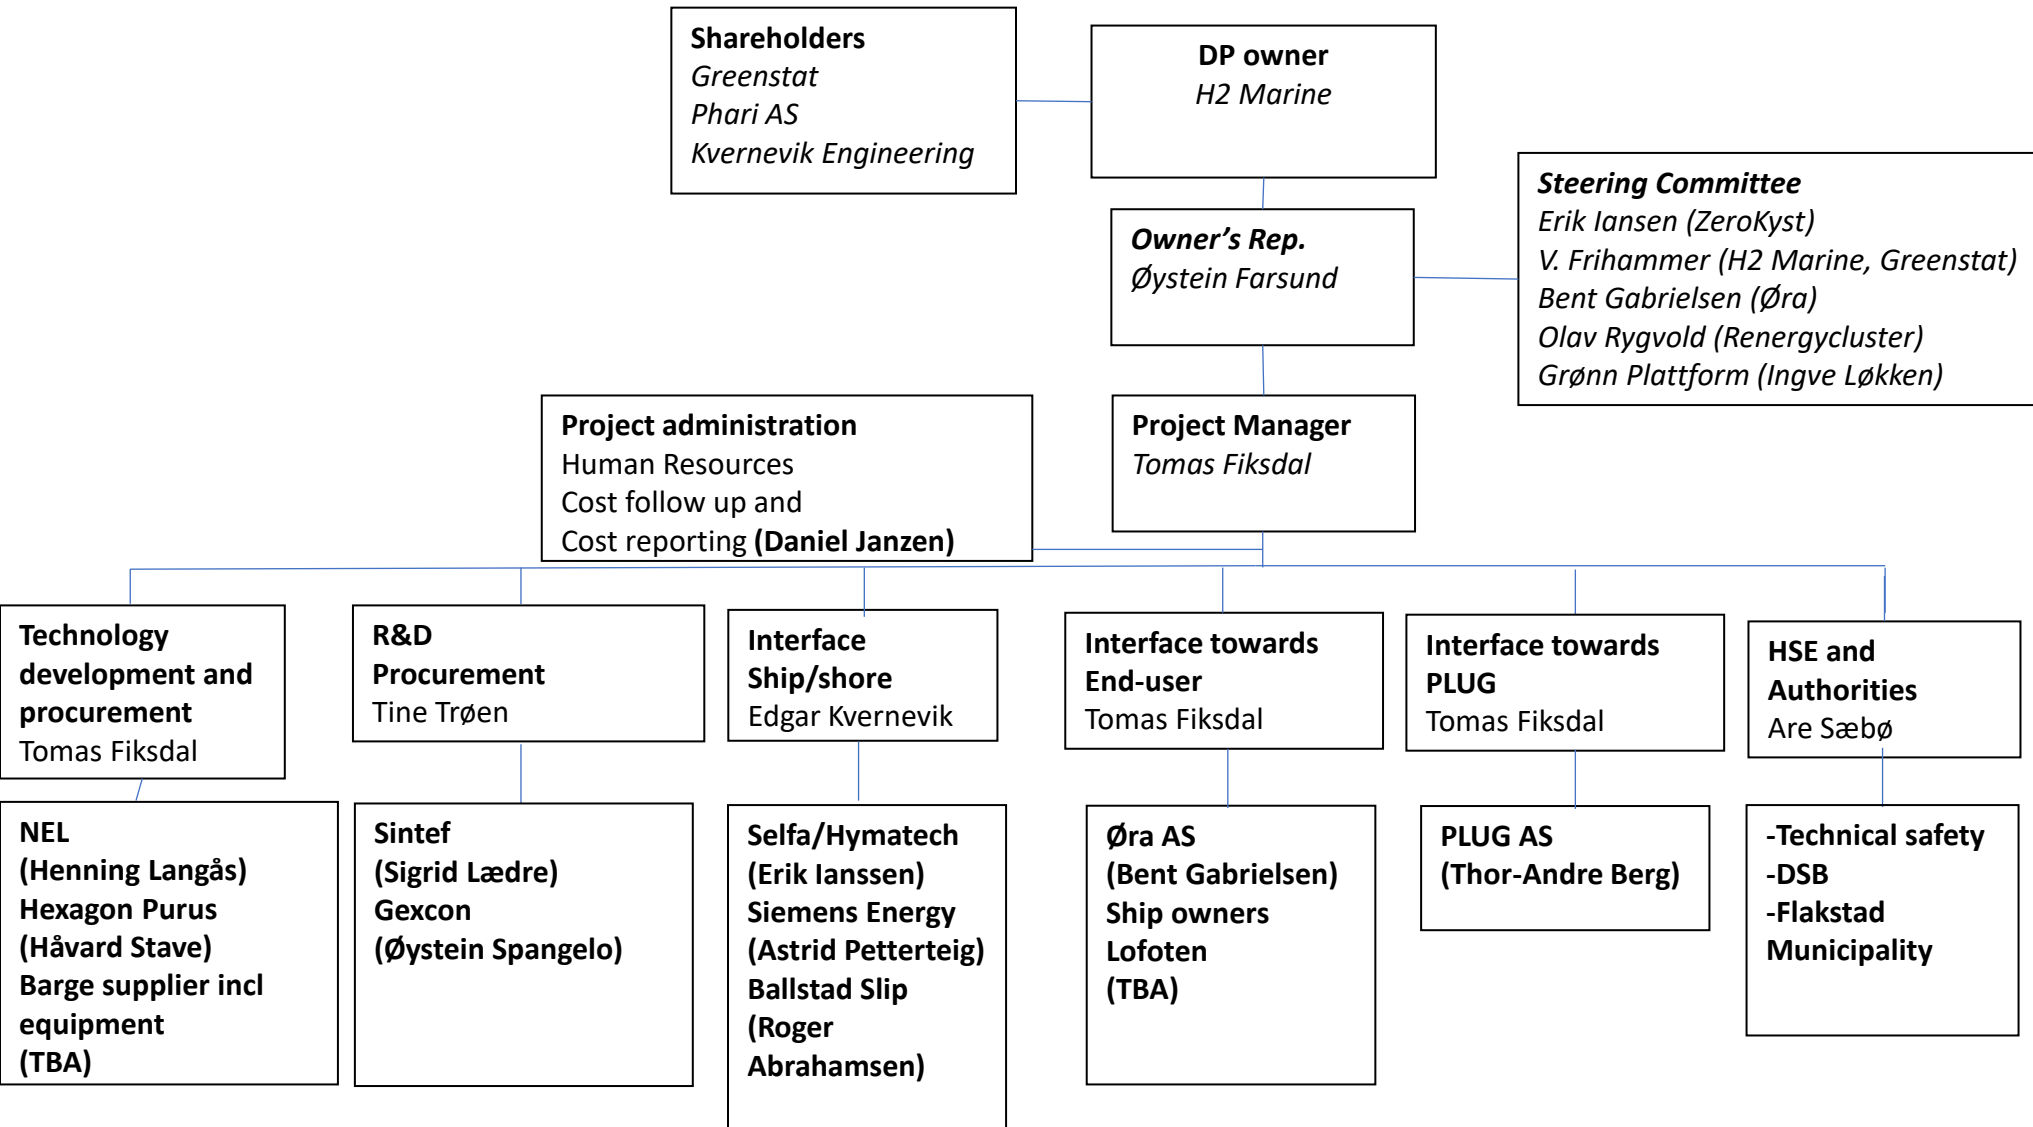 Shareholders
Greenstat
Phari AS
Kvernevik Engineering
DP owner
H2 Marine
Steering Committee
Erik Iansen (ZeroKyst)
V. Frihammer (H2 Marine, Greenstat)
Bent Gabrielsen (Øra)
Olav Rygvold (Renergycluster)
Grønn Plattform (Ingve Løkken)
Owner’s Rep.
Øystein Farsund
Project administration
Human Resources
Cost follow up and
Cost reporting (Daniel Janzen)
Project Manager
Tomas Fiksdal
Technology
development and
procurement
Tomas Fiksdal
R&D
Procurement
Tine Trøen
Interface
Ship/shore
Edgar Kvernevik
Interface towards
End-user
Tomas Fiksdal
Interface towards
PLUG
Tomas Fiksdal
HSE and
Authorities
Are Sæbø
NEL
(Henning Langås)
Hexagon Purus
(Håvard Stave)
Barge supplier incl
equipment
(TBA)
Sintef
(Sigrid Lædre)
Gexcon
(Øystein Spangelo)
Selfa/Hymatech
(Erik Ianssen)
Siemens Energy
(Astrid Petterteig)
Ballstad Slip
(Roger
Abrahamsen)
Øra AS
(Bent Gabrielsen)
Ship owners
Lofoten
(TBA)
PLUG AS
(Thor-Andre Berg)
-Technical safety
-DSB
-Flakstad
Municipality